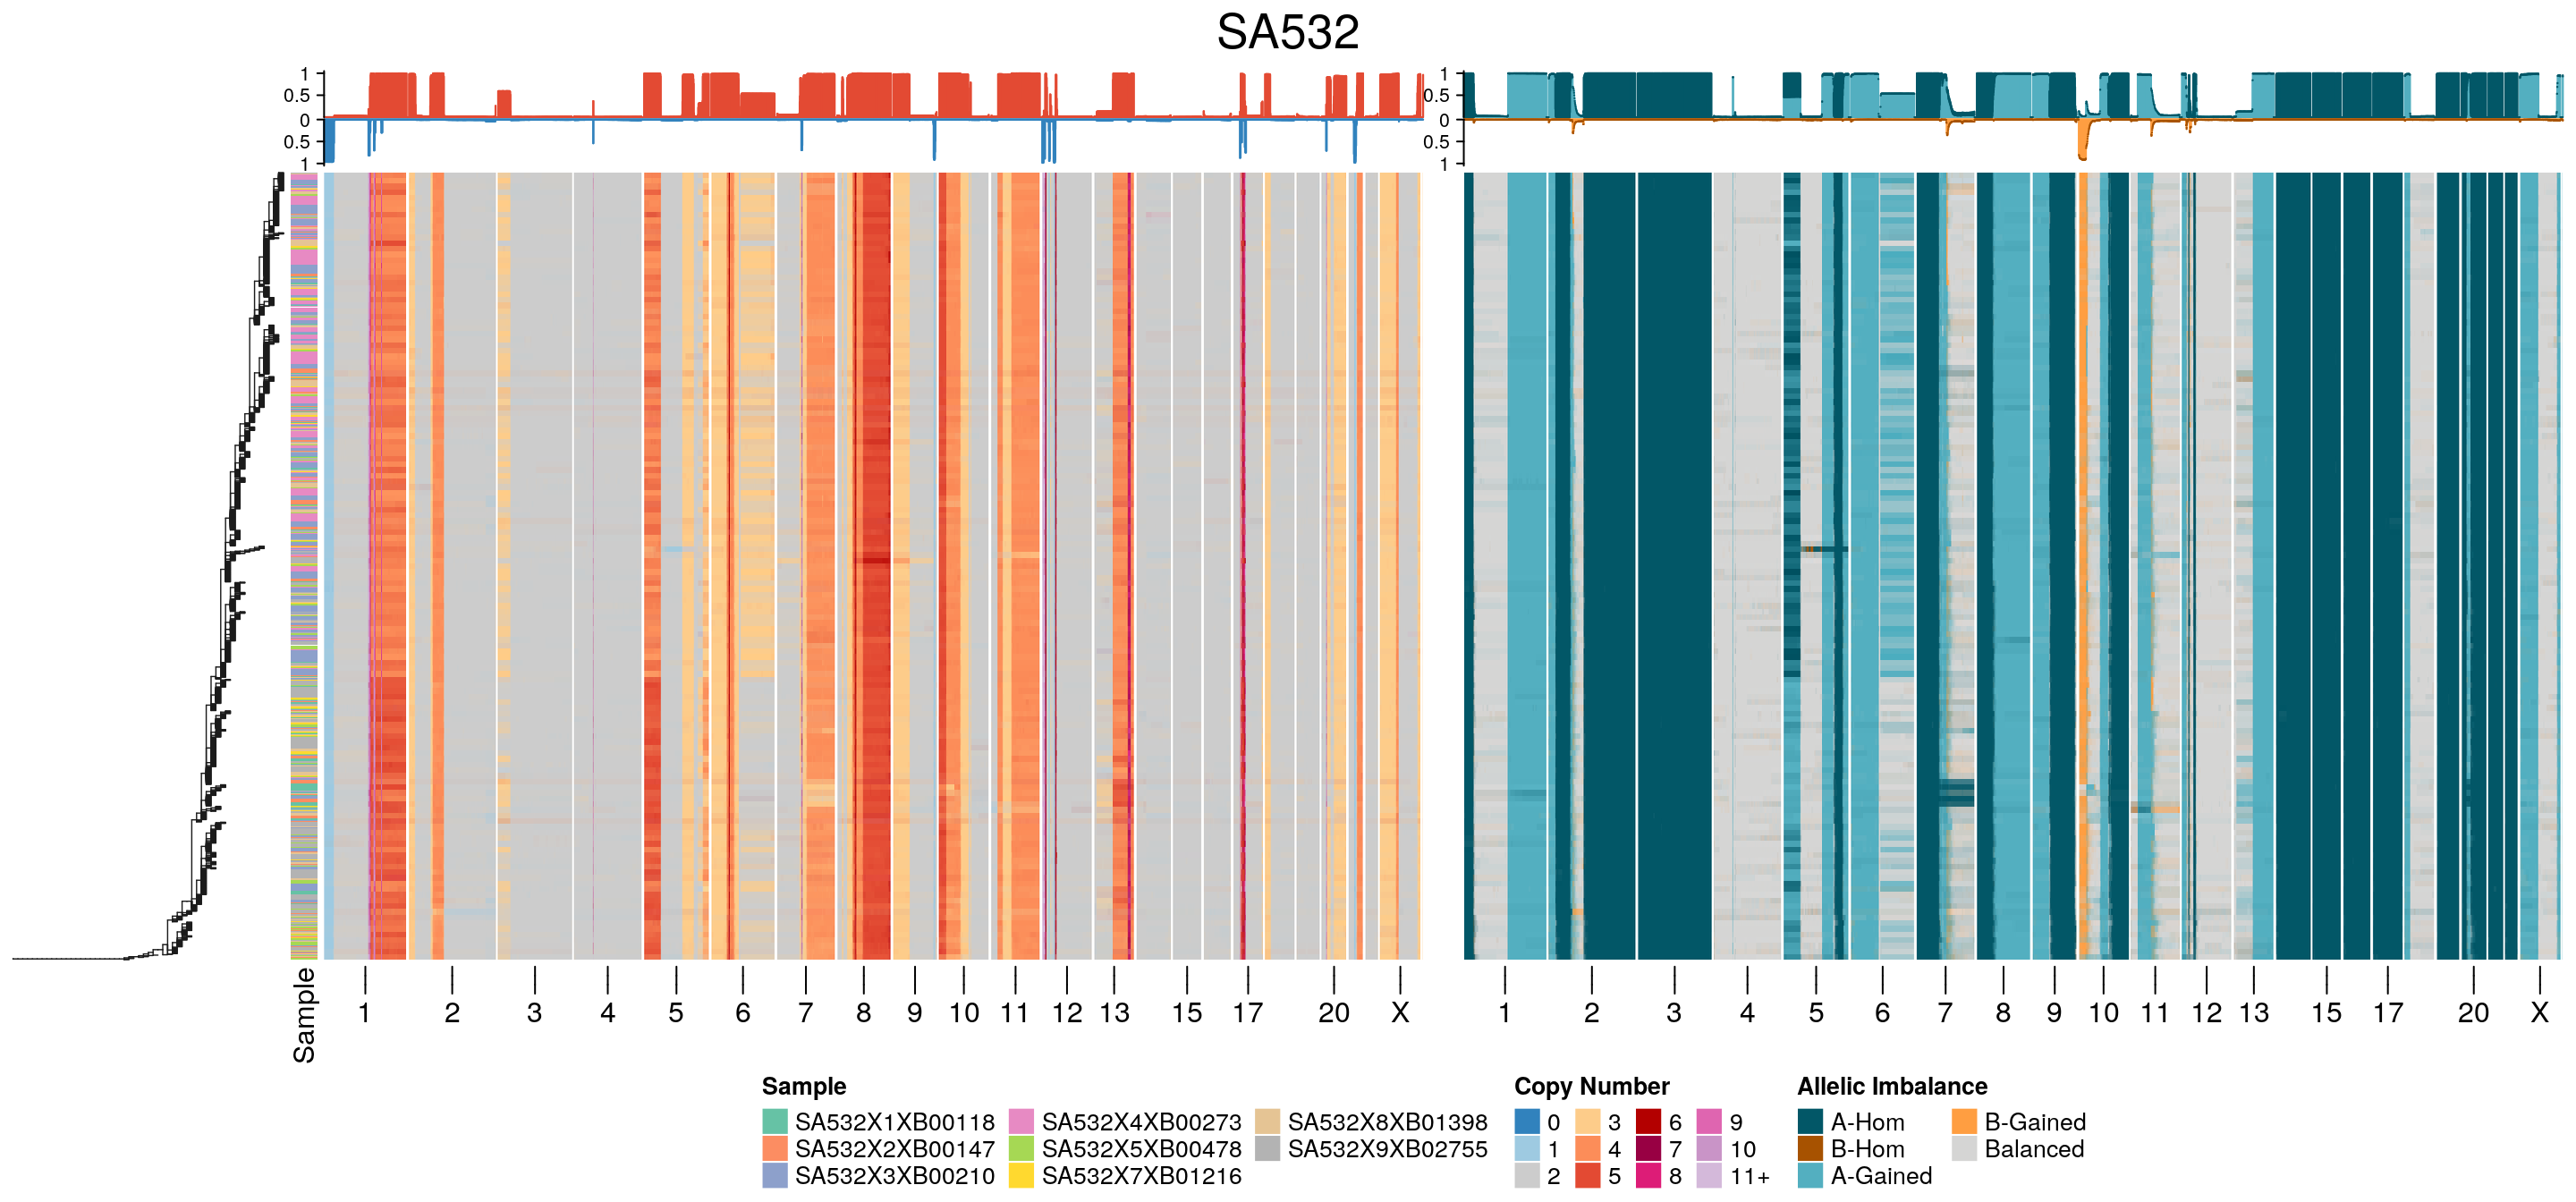 SA532
1
0.5
0
0.5
1
1
0.5
0
0.5
1
Sample
1 2 3 4 5 6 7 8 9 10 11 12 13 15 17 20 X
1 2 3 4 5 6 7 8 9 10 11 12 13 15 17 20 X
Sample
SA532X1XB00118
SA532X2XB00147
SA532X3XB00210
SA532X4XB00273
SA532X5XB00478
SA532X7XB01216
SA532X8XB01398
SA532X9XB02755
Copy Number
0 3 6 9
1 4 7 10
2 5 8 11+
Allelic Imbalance
A-Hom
B-Hom
A-Gained
B-Gained
Balanced